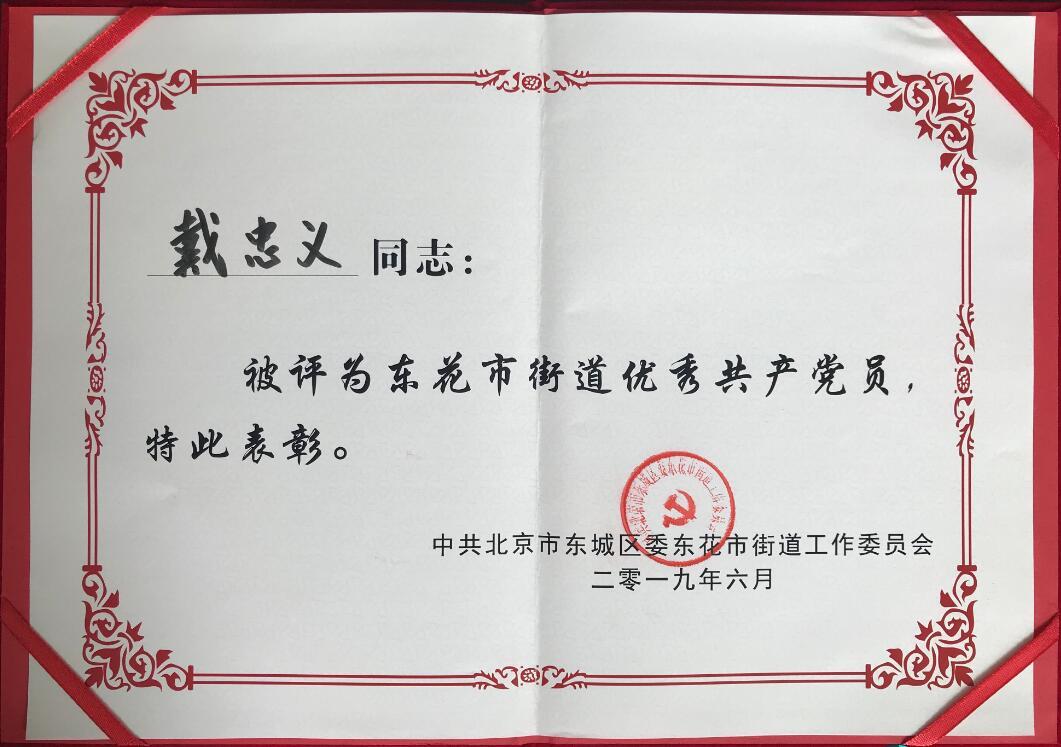 戴忠义 同志：
被评为东花市街道优秀共产党员，
特此表彰。
中共北京市东城区委东花市街道工作委员会
二零一九年六月